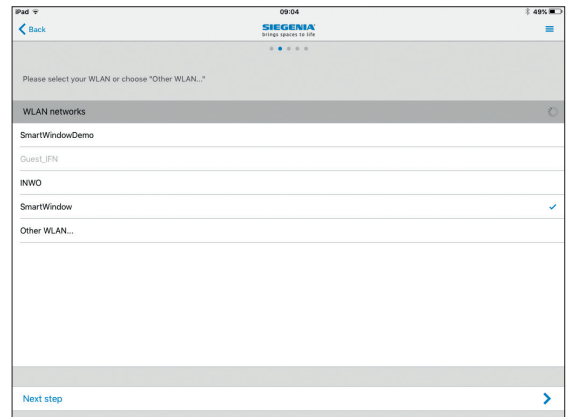 iPad 09:04 49%
Back SIEGENIA
brings spaces to life
Please select your WLAN or choose "Other WLAN..."
WLAN networks
SmartWindowDemo
Guest_IFN
INWO
SmartWindow
Other WLAN...
Next step